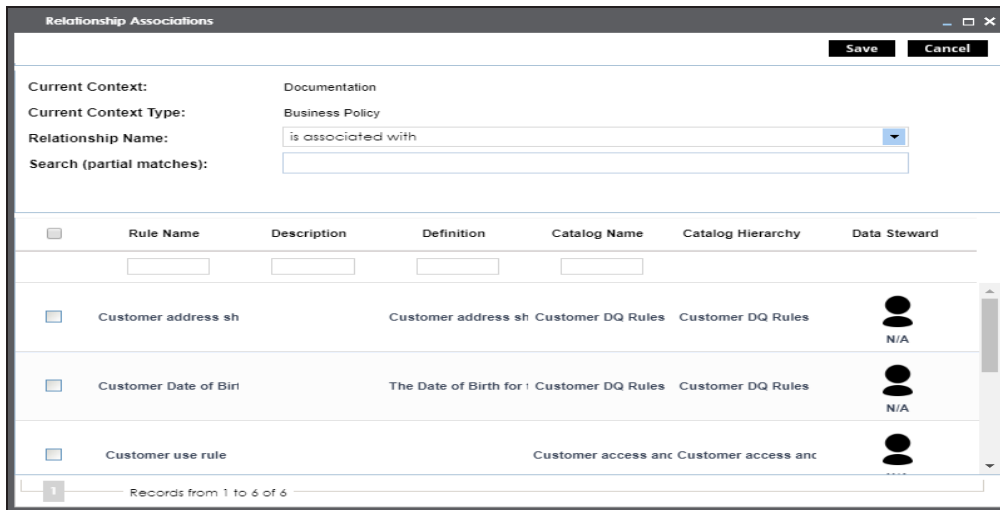 Relationship Associations
Save Cancel
Current Context: Documentation
Current Context Type: Business Policy
Relationship Name: is associated with
Search (partial matches):
Rule Name Description Definition Catalog Name Catalog Hierarchy Data Steward
Customer address sh Customer address sh Customer DQ Rules Customer DQ Rules
N/A
Customer Date of Birt The Date of Birth for Customer DQ Rules Customer DQ Rules
N/A
Customer use rule Customer access and Customer access and
1 Records from 1 to 6 of 6